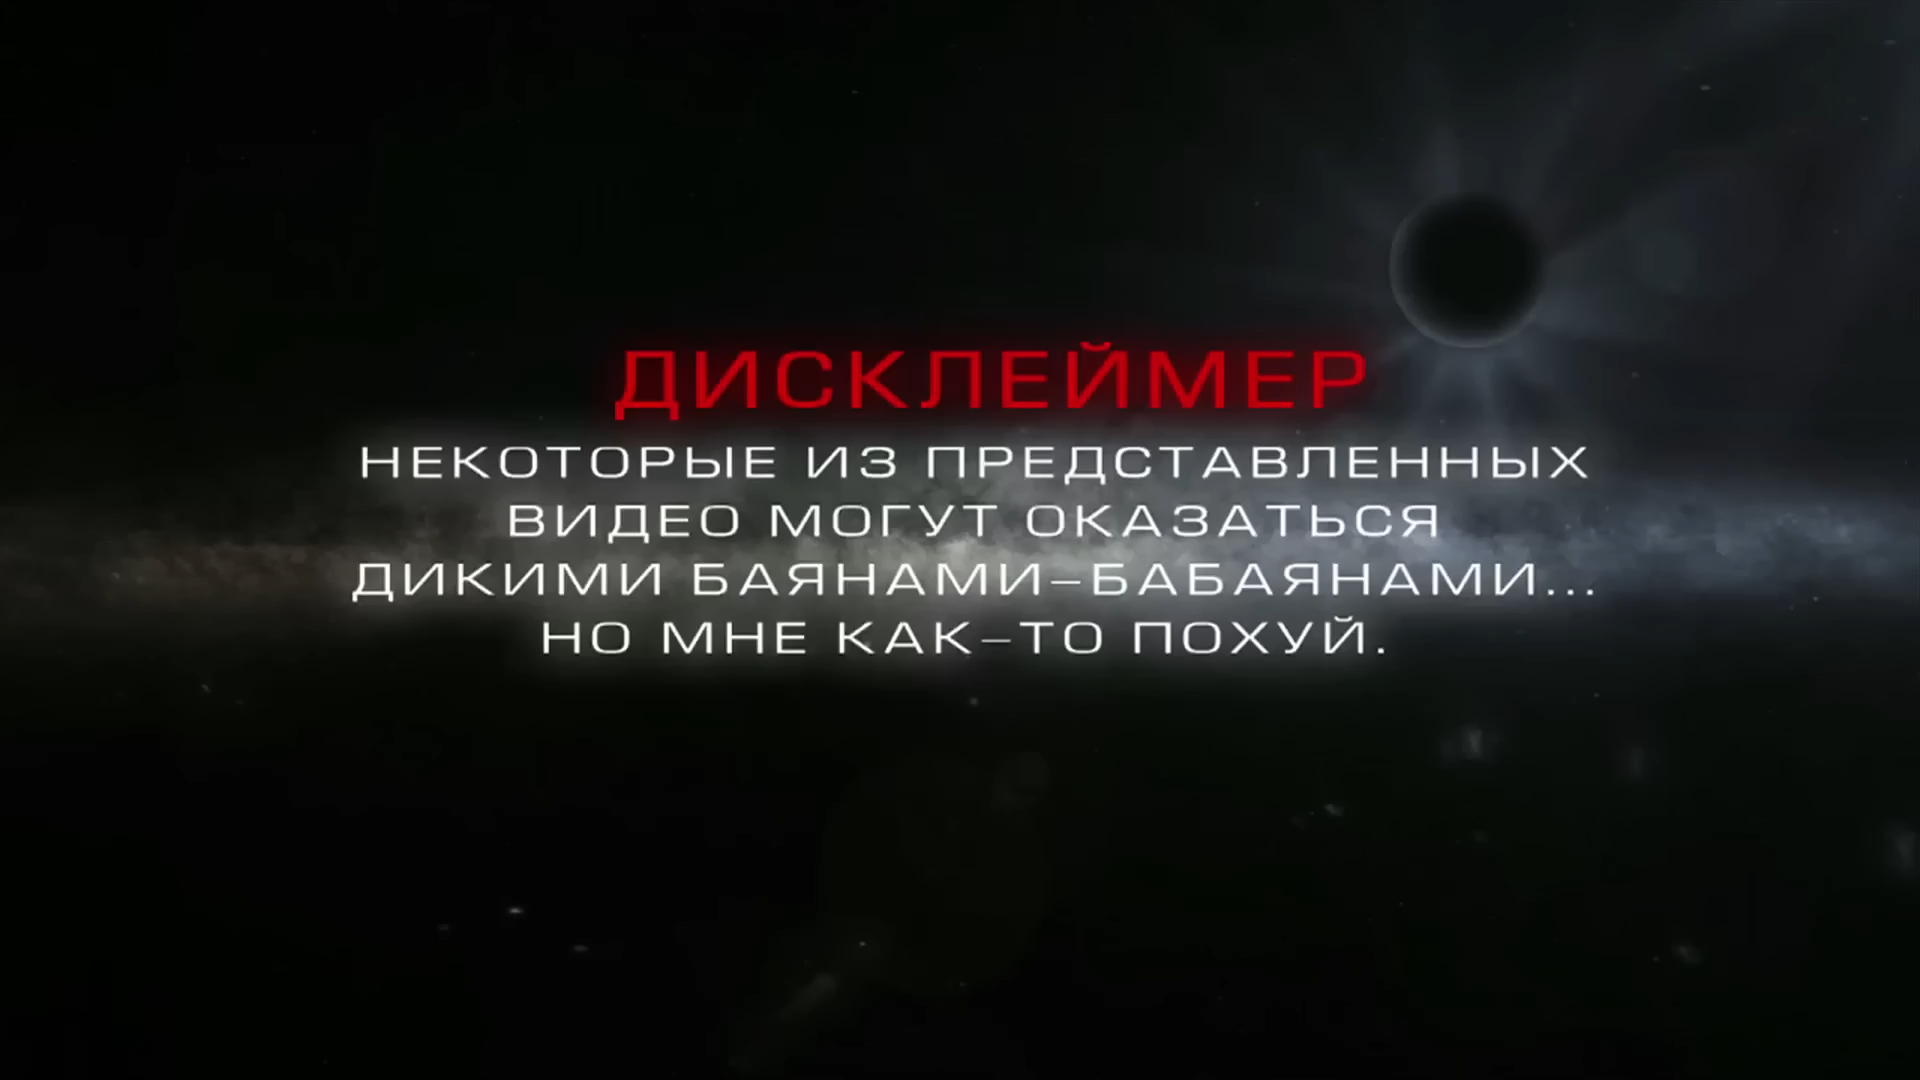 ДИСКЛЕЙМЕР
НЕКОТОРЫЕ ИЗ ПРЕДСТАВЛЕННЫХ
ВИДЕО МОГУТ ОКАЗАТЬСЯ
ДИКИМИ БАЯНАМИ–БАБАЯНАМИ...
НО МНЕ КАК–ТО ПОХУЙ.